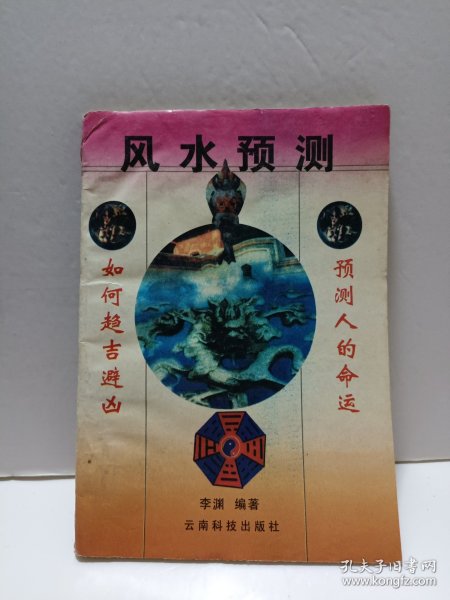 风水预测
如何趋吉避凶
预测人的命运
李渊 编著
云南科技出版社
孔夫子旧书网
www.kongfz.com